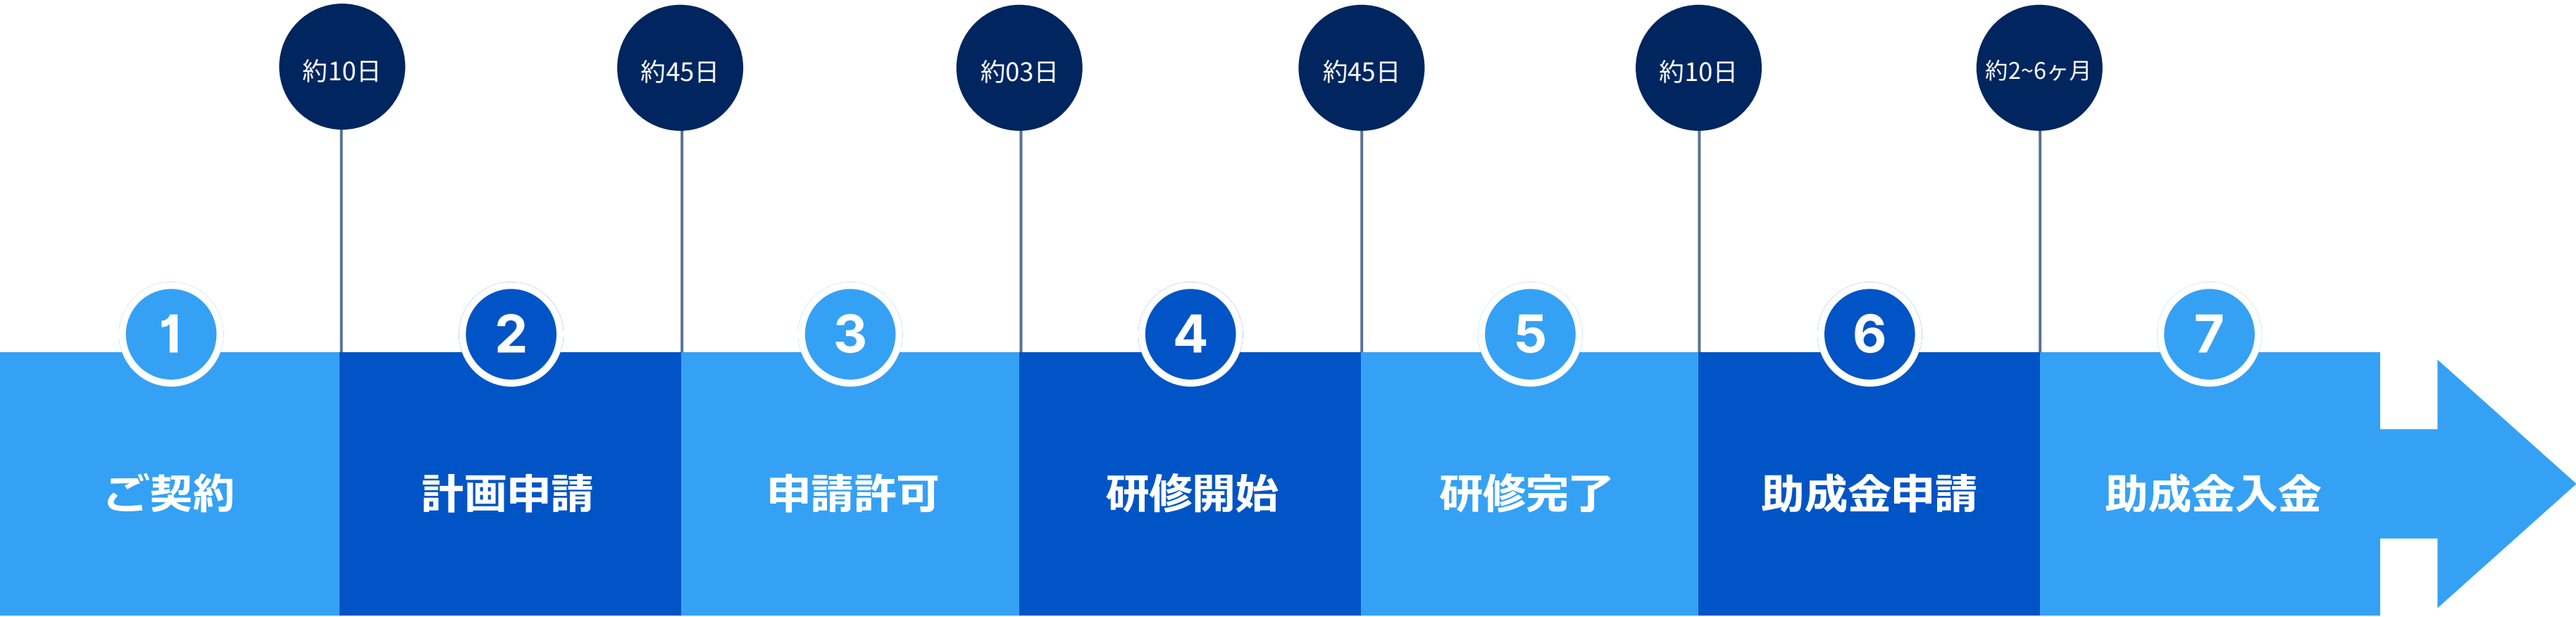 約10日
約45日
約03日
約45日
約10日
約2~6ヶ月
1
2
3
4
5
6
7
ご契約
計画申請
申請許可
研修開始
研修完了
助成金申請
助成金入金